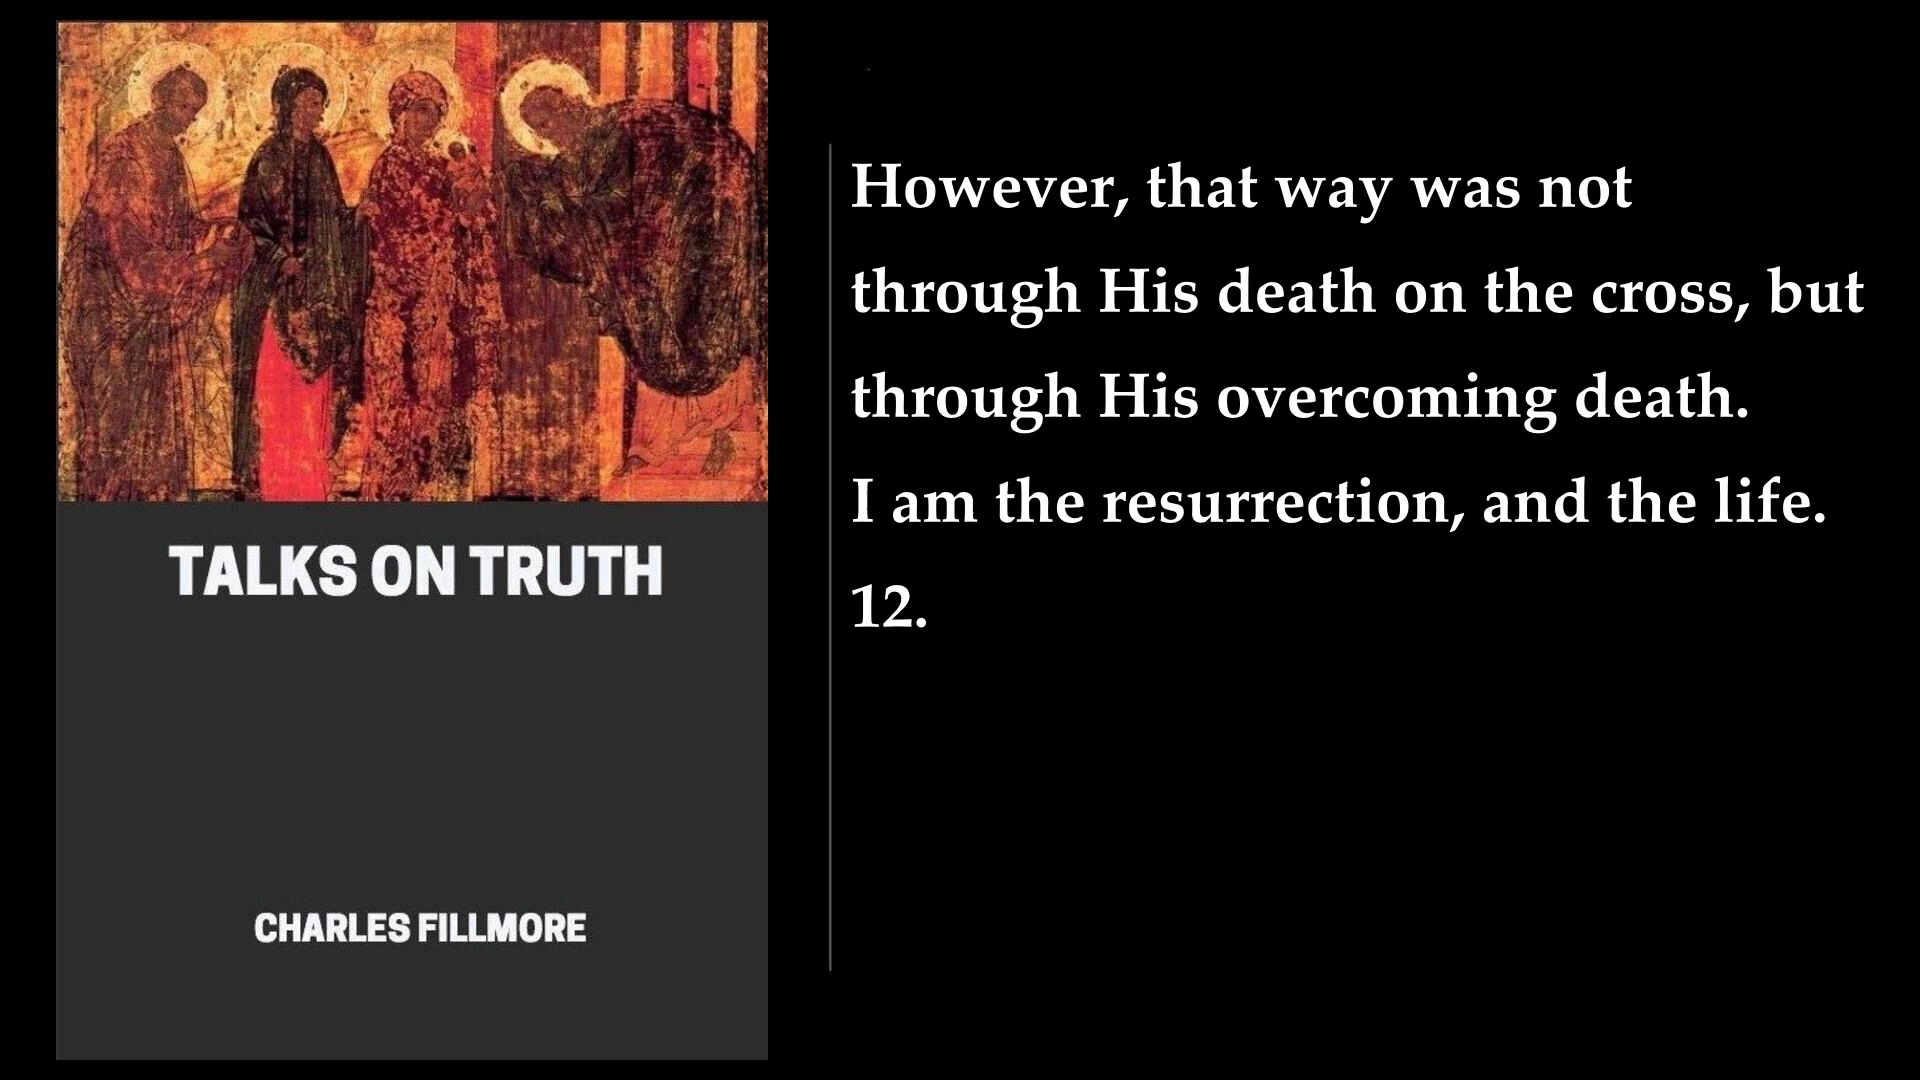 TALKS ON TRUTH
CHARLES FILLMORE
However, that way was not
through His death on the cross, but
through His overcoming death.
I am the resurrection, and the life.
12.